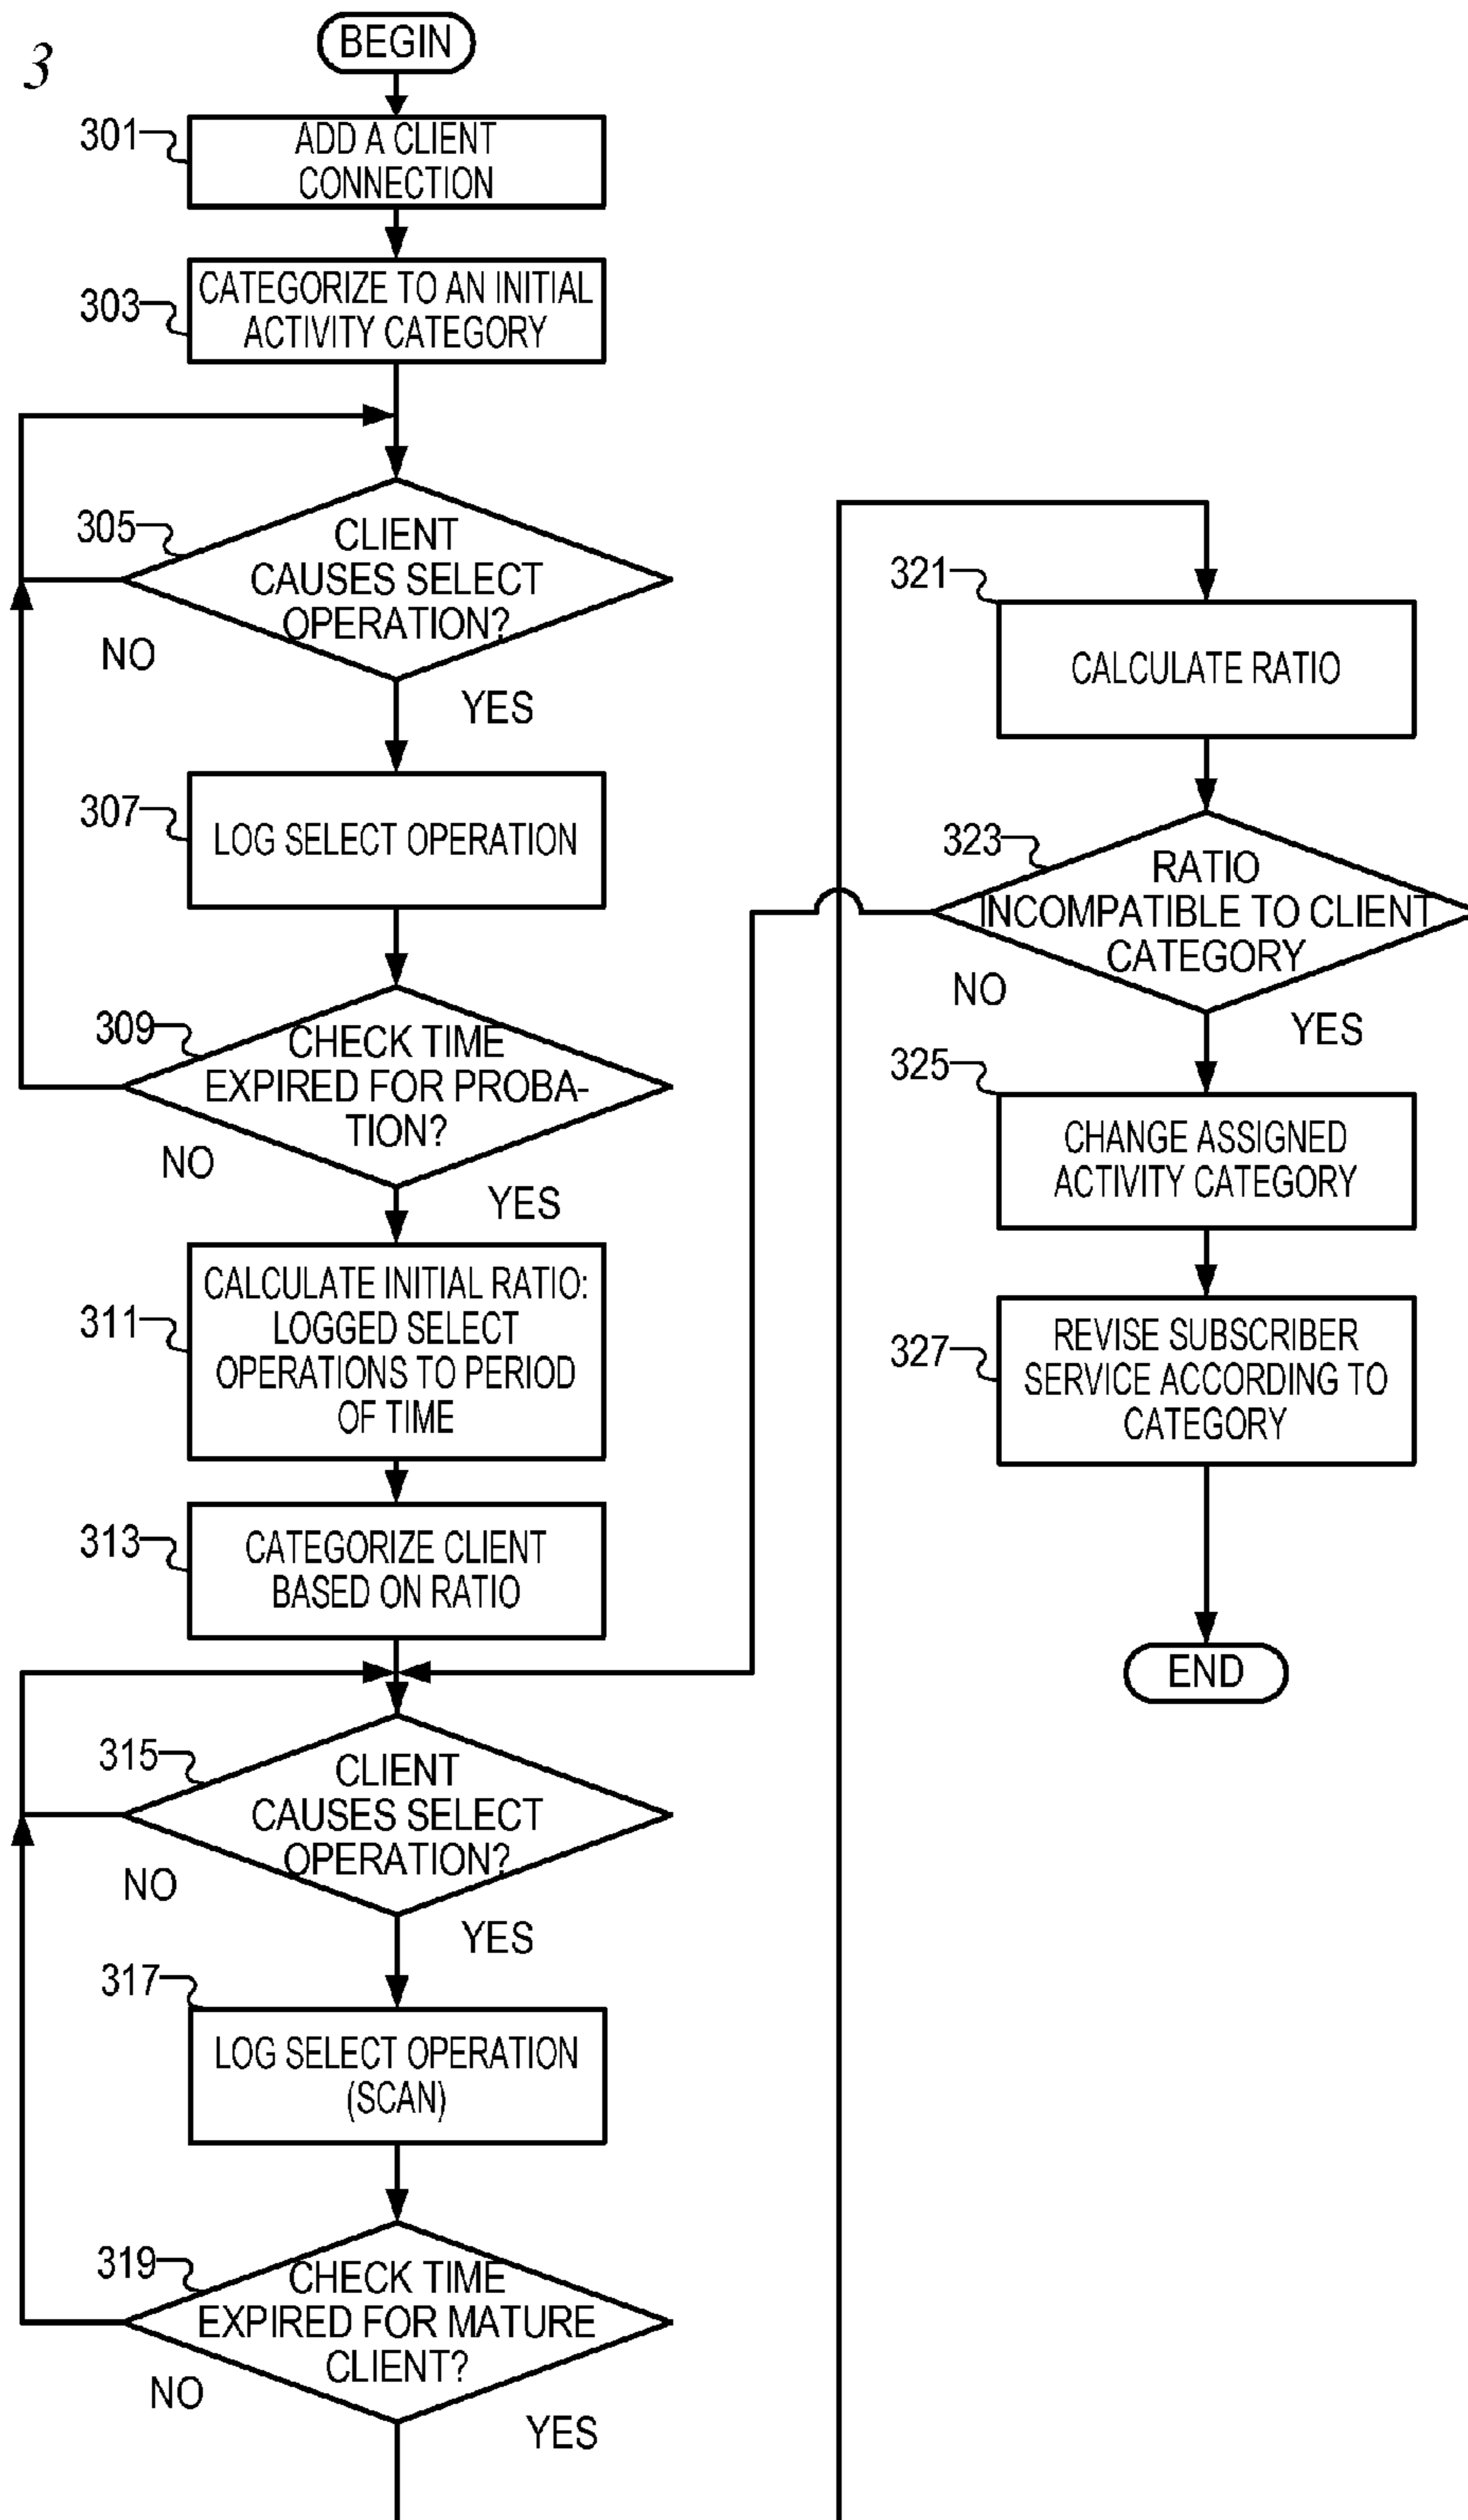 3
BEGIN
301
ADD A CLIENT
CONNECTION
303
CATEGORIZE TO AN INITIAL
ACTIVITY CATEGORY
305
CLIENT
CAUSES SELECT
OPERATION?
NO
YES
307
LOG SELECT OPERATION
309
CHECK TIME
EXPIRED FOR PROBA-
TION?
NO
YES
311
CALCULATE INITIAL RATIO:
LOGGED SELECT
OPERATIONS TO PERIOD
OF TIME
313
CATEGORIZE CLIENT
BASED ON RATIO
315
CLIENT
CAUSES SELECT
OPERATION?
NO
YES
317
LOG SELECT OPERATION
(SCAN)
319
CHECK TIME
EXPIRED FOR MATURE
CLIENT?
NO
YES
321
CALCULATE RATIO
323
RATIO
INCOMPATIBLE TO CLIENT
CATEGORY
NO
YES
325
CHANGE ASSIGNED
ACTIVITY CATEGORY
327
REVISE SUBSCRIBER
SERVICE ACCORDING TO
CATEGORY
END